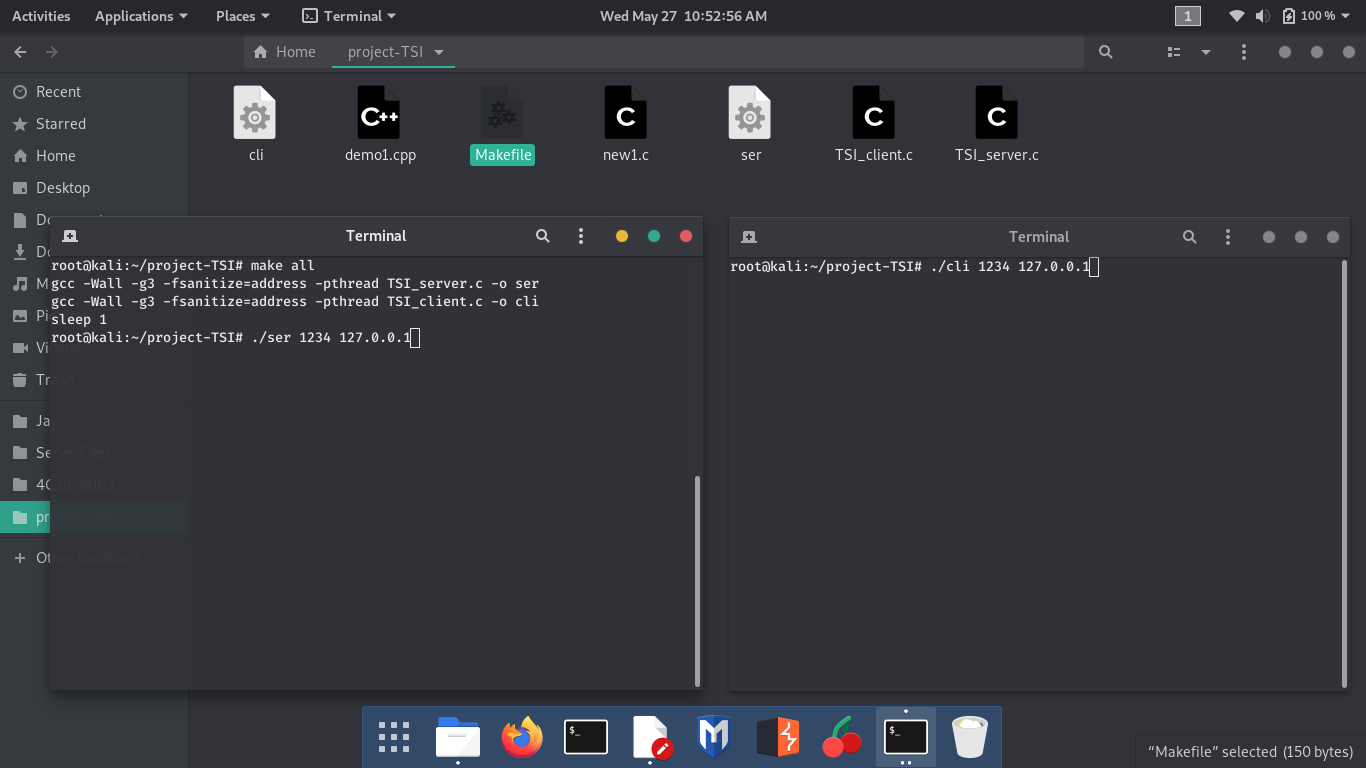 Activities Applications Places Terminal Wed May 27 10:52:56 AM 1 100 %
Home project-TSI
Recent
Starred
Home
Desktop
Trash
Other Locations
cli demo1.cpp Makefile new1.c ser TSI_client.c TSI_server.c
Terminal
root@kali:~/project-TSI# make all
gcc -Wall -g3 -fsanitize=address -pthread TSI_server.c -o ser
gcc -Wall -g3 -fsanitize=address -pthread TSI_client.c -o cli
sleep 1
root@kali:~/project-TSI# ./ser 1234 127.0.0.1
Terminal
root@kali:~/project-TSI# ./cli 1234 127.0.0.1
$_
$_
“Makefile” selected (150 bytes)